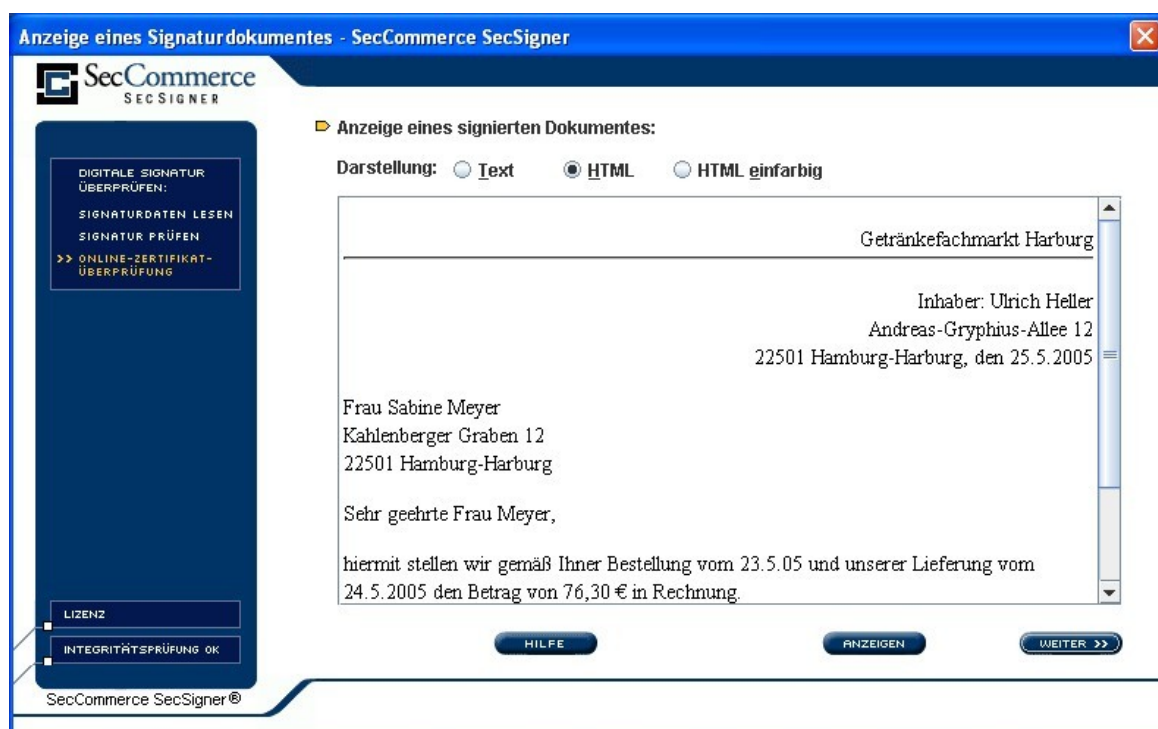 Anzeige eines Signaturdokumentes - SecCommerce SecSigner
SecCommerce
SECSIGNER
DIGITALE SIGNATUR
ÜBERPRÜFEN:
SIGNATURDATEN LESEN
SIGNATUR PRÜFEN
>> ONLINE-ZERTIFIKAT-
ÜBERPRÜFUNG
LIZENZ
INTEGRITÄTSPRÜFUNG OK
SecCommerce SecSigner®
Anzeige eines signierten Dokumentes:
Darstellung: Text HTML HTML einfarbig
Getränkefachmarkt Harburg
Inhaber: Ulrich Heller
Andreas-Gryphius-Allee 12
22501 Hamburg-Harburg, den 25.5.2005
Frau Sabine Meyer
Kahlenberger Graben 12
22501 Hamburg-Harburg
Sehr geehrte Frau Meyer,
hiermit stellen wir gemäß Ihner Bestellung vom 23.5.05 und unserer Lieferung vom
24.5.2005 den Betrag von 76,30 € in Rechnung.
HILFE ANZEIGEN WEITER >>